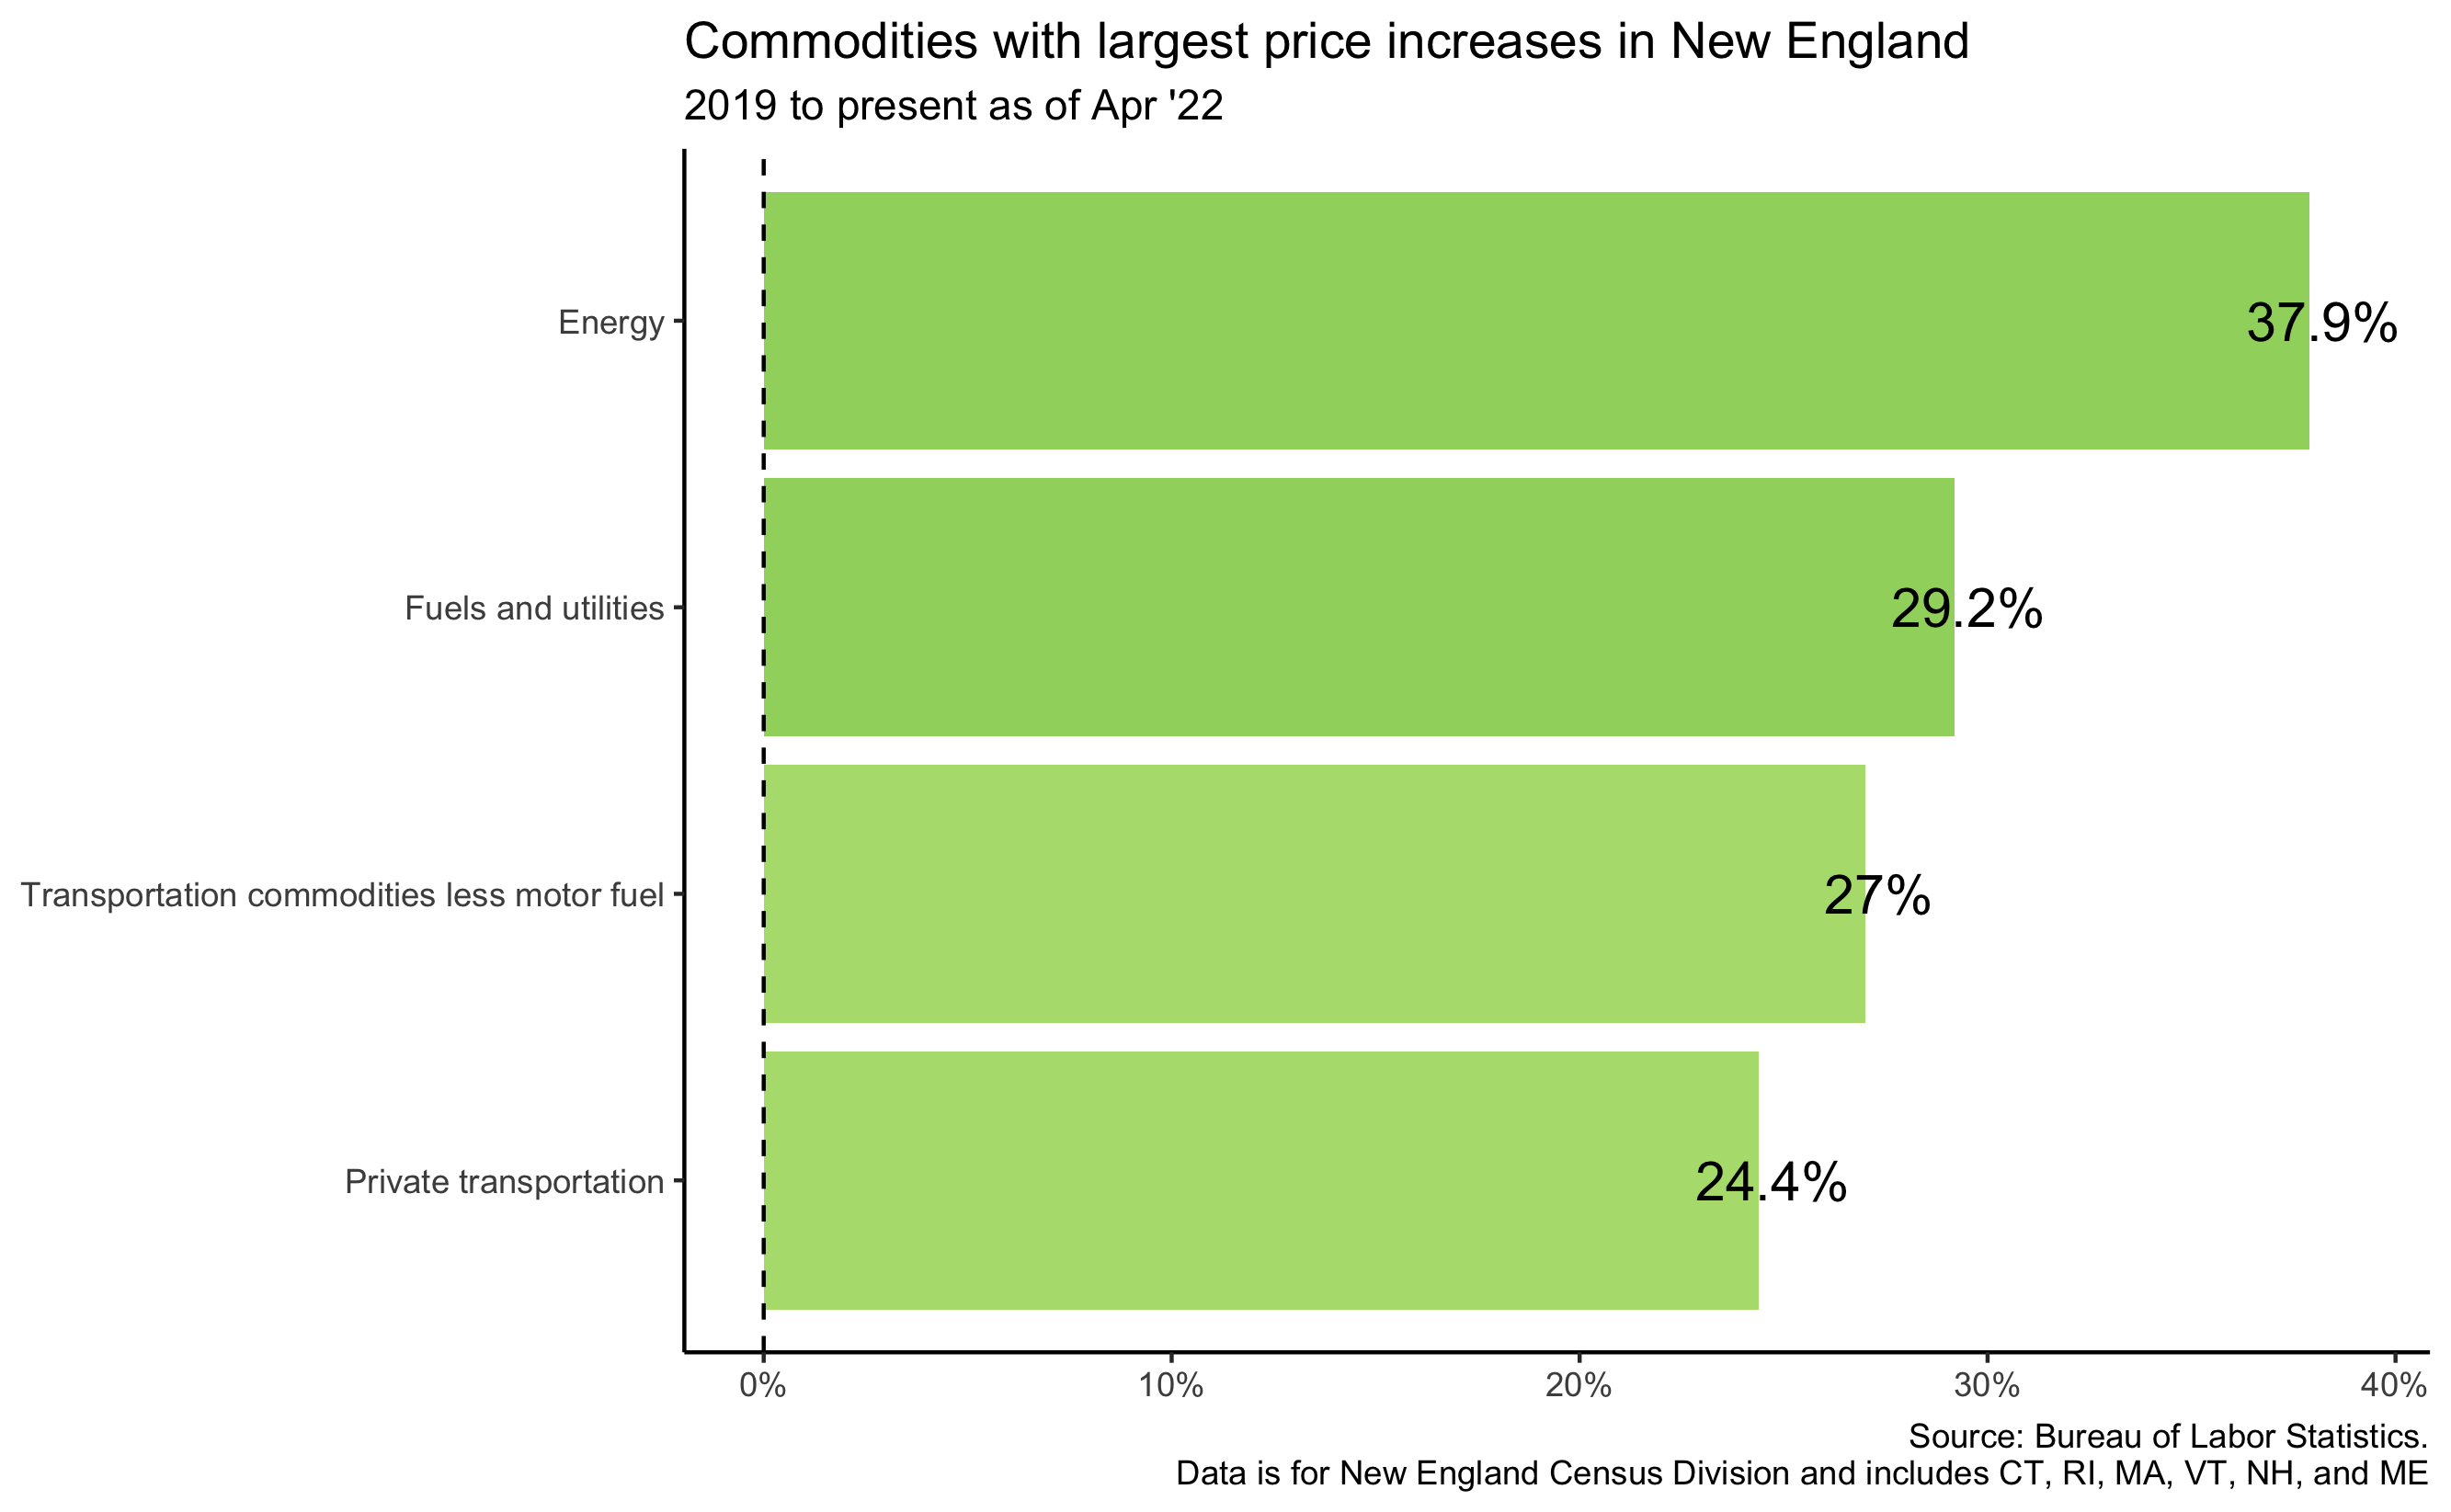 Commodities with largest price increases in New England
2019 to present as of Apr '22
Energy
37.9%
Fuels and utilities
29.2%
Transportation commodities less motor fuel
27%
Private transportation
24.4%
0%
10%
20%
30%
40%
Source: Bureau of Labor Statistics.
Data is for New England Census Division and includes CT, RI, MA, VT, NH, and ME